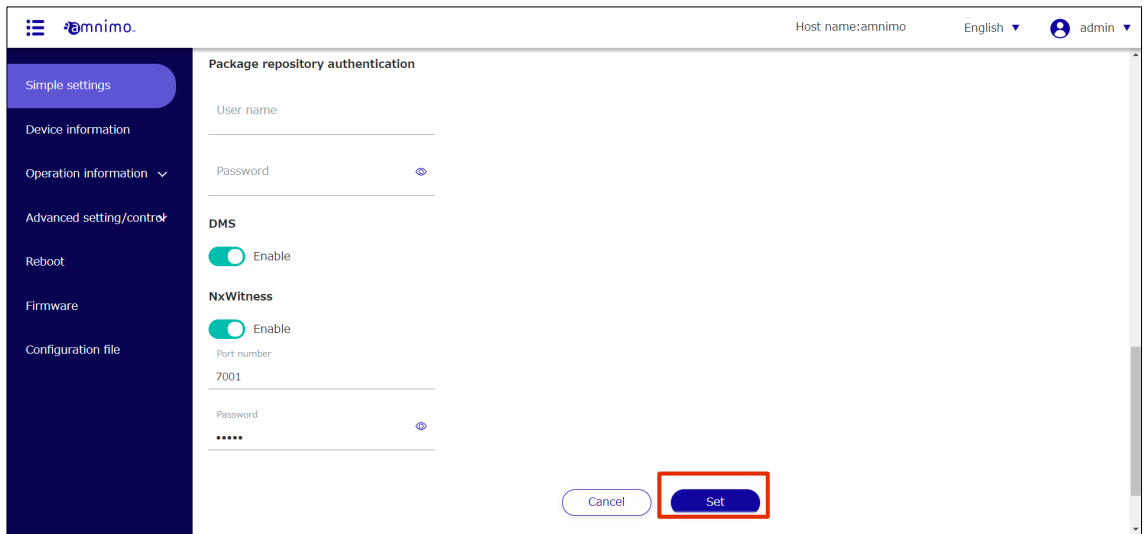 amnimo
Host name:amnimo
English
admin
Simple settings
Device information
Operation information
Advanced setting/control
Reboot
Firmware
Configuration file
Package repository authentication
User name
Password
DMS
Enable
NxWitness
Enable
Port number
7001
Password
•••••
Cancel
Set